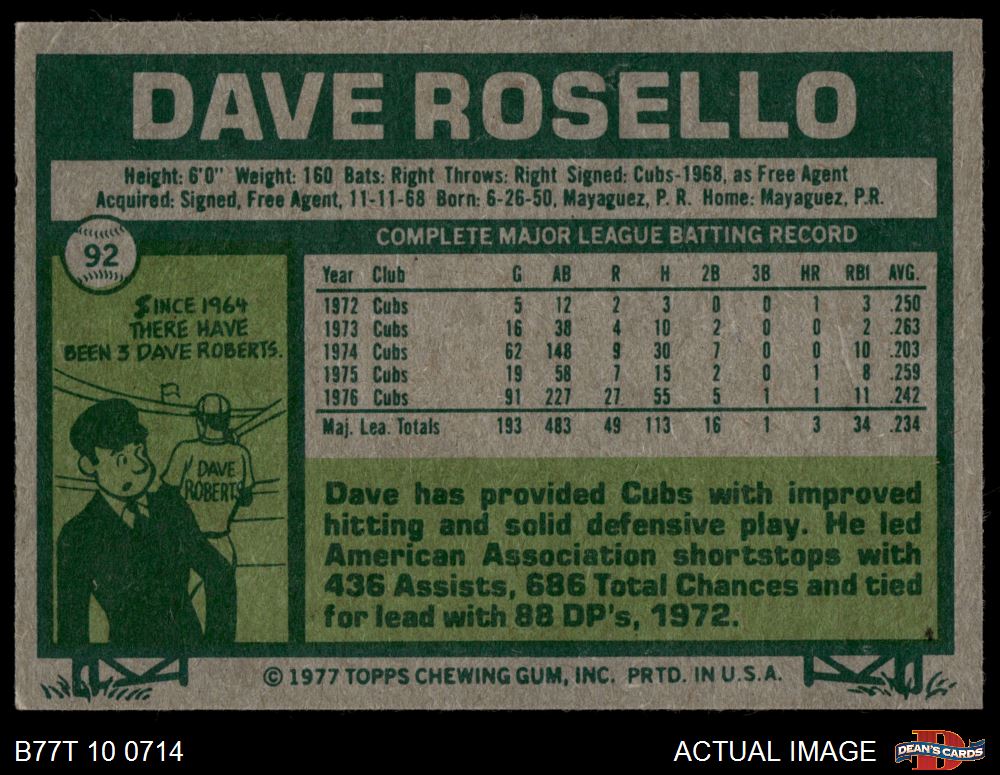 DAVE ROSELLO
Height: 6'0" Weight: 160 Bats: Right Throws: Right Signed: Cubs-1968, as Free Agent
Acquired: Signed, Free Agent, 11-11-68 Born: 6-26-50, Mayaguez, P. R. Home: Mayaguez, P.R.
92
SINCE 1964
THERE HAVE
BEEN 3 DAVE ROBERTS.
DAVE
ROBERTS
COMPLETE MAJOR LEAGUE BATTING RECORD
Year Club G AB R H 2B 3B HR RBI AVG.
1972 Cubs 5 12 2 3 0 0 1 3 .250
1973 Cubs 16 38 4 10 2 0 0 2 .263
1974 Cubs 62 148 9 30 7 0 0 10 .203
1975 Cubs 19 58 7 15 2 0 1 8 .259
1976 Cubs 91 227 27 55 5 1 1 11 .242
Maj. Lea. Totals 193 483 49 113 16 1 3 34 .234
Dave has provided Cubs with improved
hitting and solid defensive play. He led
American Association shortstops with
436 Assists, 686 Total Chances and tied
for lead with 88 DP's, 1972.
© 1977 TOPPS CHEWING GUM, INC. PRTD. IN U.S.A.
B77T 10 0714
ACTUAL IMAGE
D
DEAN'S CARDS